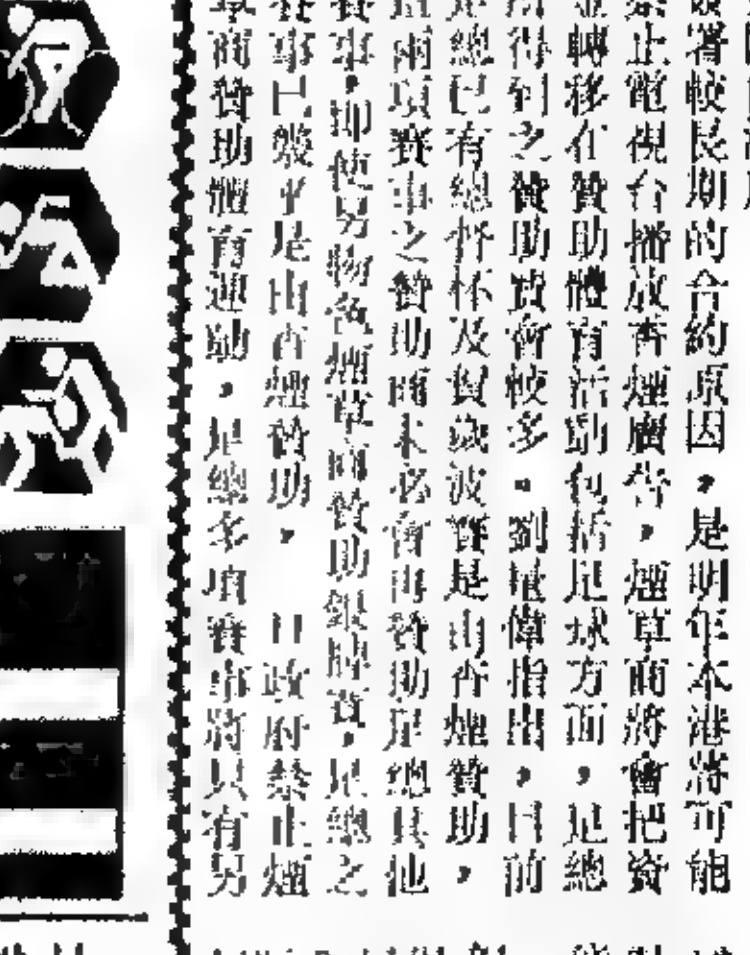 簽署較長期的合約原因，是明年本港將可能
禁止電視台播放香煙廣告，煙草商將會把資
金轉移在贊助體育活動包括足球方面，足總
所得到之贊助費會較多。劉
偉指出，目前
足總已有總督杯及賀歲波賽是由香煙贊助，
這兩項賽事之贊助商未必會再贊助足總其他
賽事，即使另物色煙草商贊助銀牌賽，足總之
賽事已幾乎是由香煙贊助，
日政府禁止煙
草商贊助體育運動，足總多項賽事將只有另